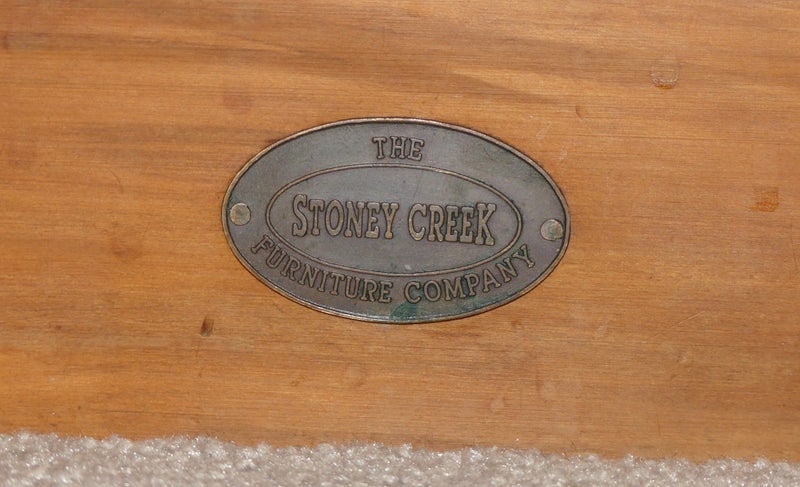 THE
STONEY CREEK
FURNITURE COMPANY